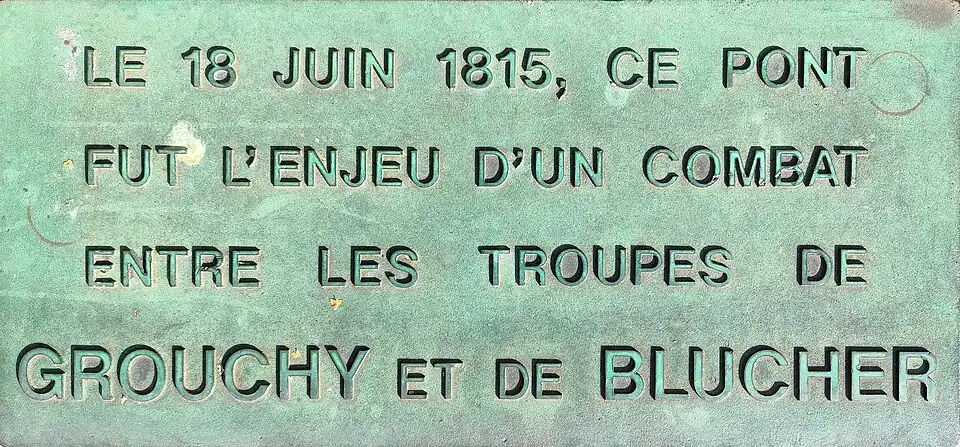 LE 18 JUIN 1815, CE PONT
FUT L'ENJEU D'UN COMBAT
ENTRE LES TROUPES DE
GROUCHY ET DE BLUCHER